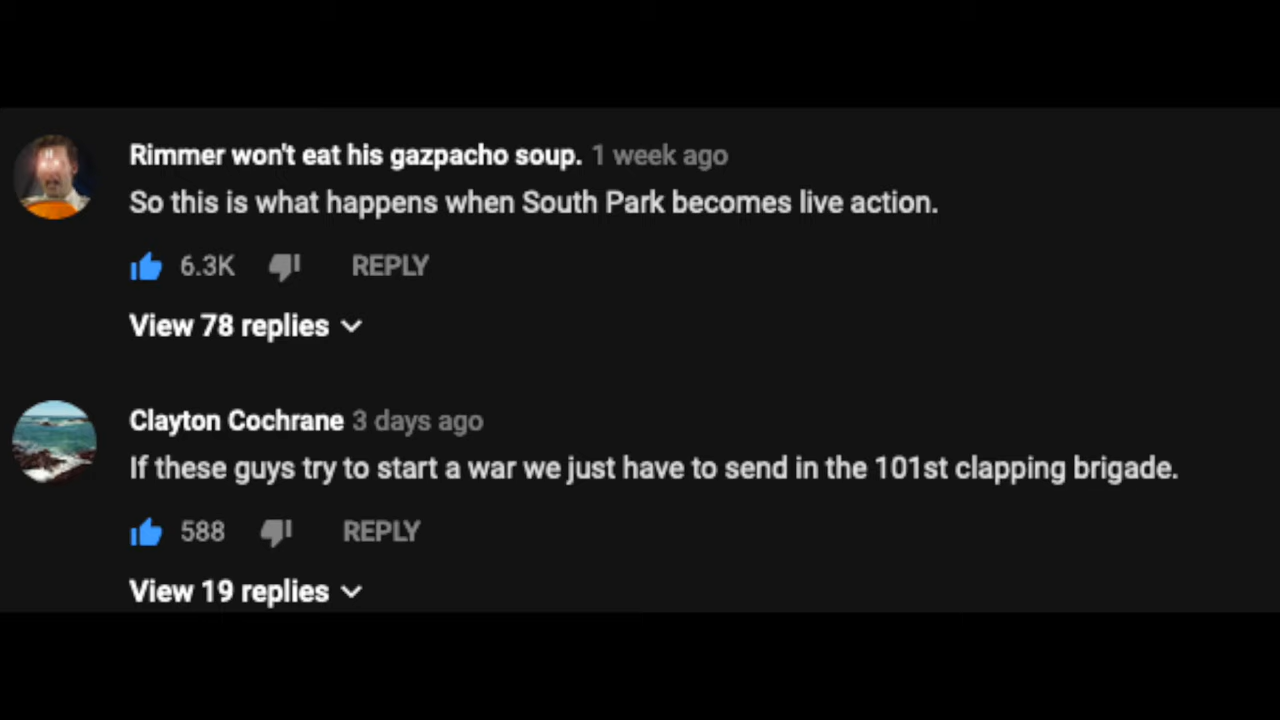 Rimmer won't eat his gazpacho soup. 1 week ago
So this is what happens when South Park becomes live action.
6.3K REPLY
View 78 replies
Clayton Cochrane 3 days ago
If these guys try to start a war we just have to send in the 101st clapping brigade.
588 REPLY
View 19 replies